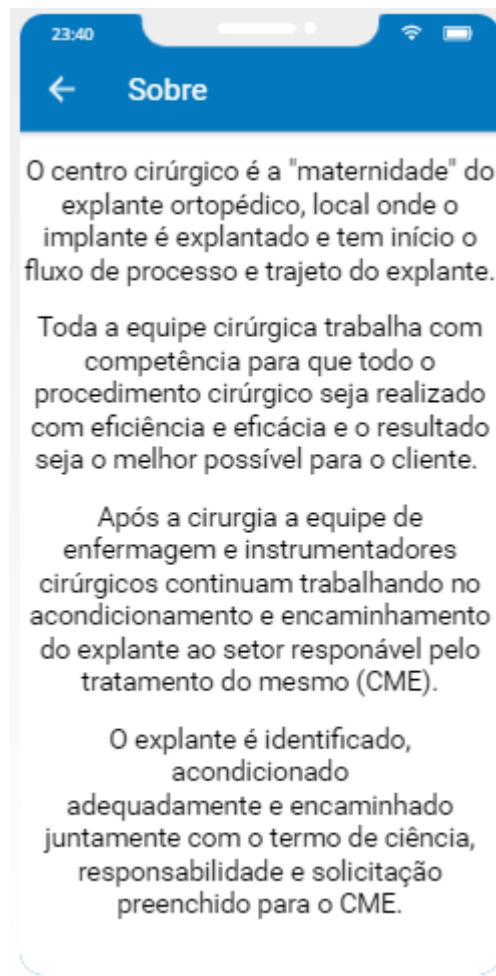 23:40
Sobre
O centro cirúrgico é a "maternidade" do
explante ortopédico, local onde o
implante é explantado e tem início o
fluxo de processo e trajeto do explante.
Toda a equipe cirúrgica trabalha com
competência para que todo o
procedimento cirúrgico seja realizado
com eficiência e eficácia e o resultado
seja o melhor possível para o cliente.
Após a cirurgia a equipe de
enfermagem e instrumentadores
cirúrgicos continuam trabalhando no
acondicionamento e encaminhamento
do explante ao setor responável pelo
tratamento do mesmo (CME).
O explante é identificado,
acondicionado
adequadamente e encaminhado
juntamente com o termo de ciência,
responsabilidade e solicitação
preenchido para o CME.